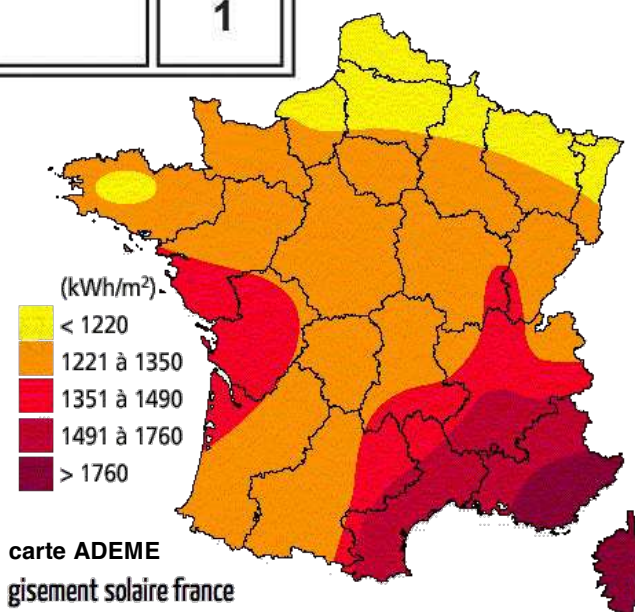 1
(kWh/m²)
< 1220
1221 à 1350
1351 à 1490
1491 à 1760
> 1760
carte ADEME
gisement solaire france